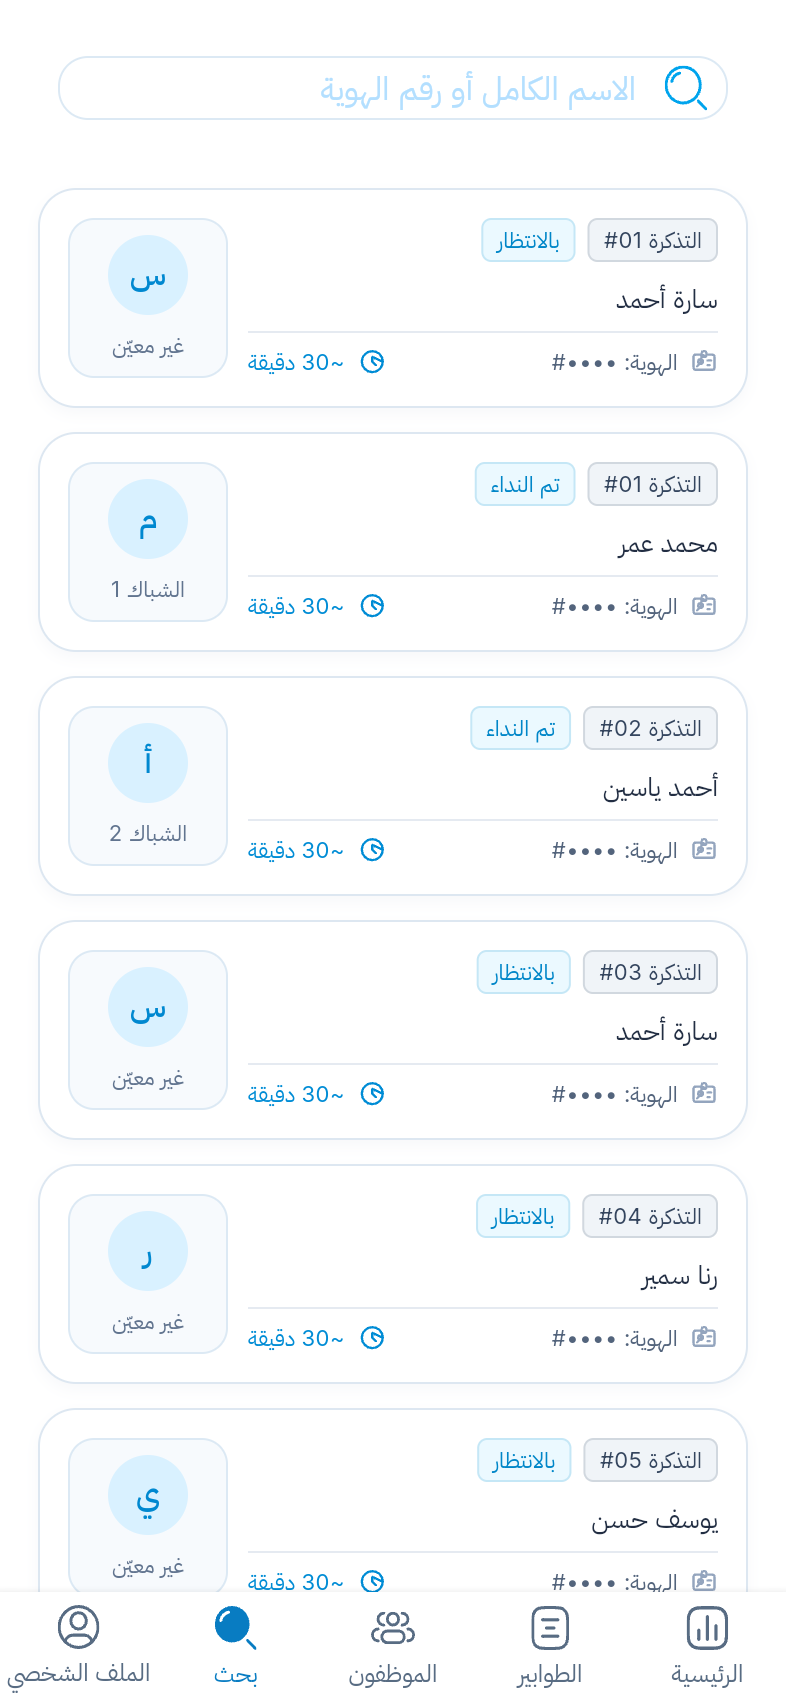 الاسم الكامل أو رقم الهوية
التذكرة 01#
بالانتظار
سارة أحمد
الهوية: ••••#
~30 دقيقة
س
غير معيّن
التذكرة 01#
تم النداء
محمد عمر
الهوية: ••••#
~30 دقيقة
م
الشباك 1
التذكرة 02#
تم النداء
أحمد ياسين
الهوية: ••••#
~30 دقيقة
أ
الشباك 2
التذكرة 03#
بالانتظار
سارة أحمد
الهوية: ••••#
~30 دقيقة
س
غير معيّن
التذكرة 04#
بالانتظار
رنا سمير
الهوية: ••••#
~30 دقيقة
ر
غير معيّن
التذكرة 05#
بالانتظار
يوسف حسن
الهوية: ••••#
~30 دقيقة
ي
غير معيّن
الرئيسية
الطوابير
الموظفون
بحث
الملف الشخصي